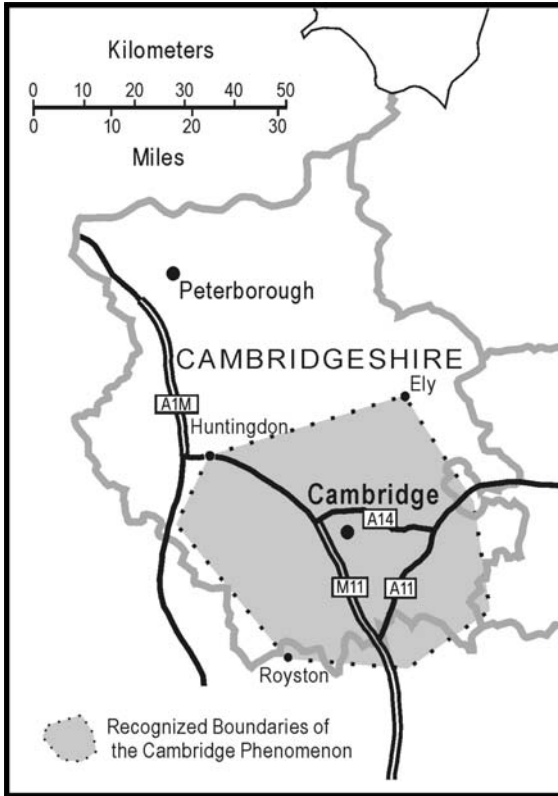 Kilometers
0 10 20 30 40 50
0 10 20 30
Miles
Peterborough
CAMBRIDGESHIRE
Ely
A1M
Huntingdon
Cambridge
A14
M11
A11
Royston
Recognized Boundaries of
the Cambridge Phenomenon